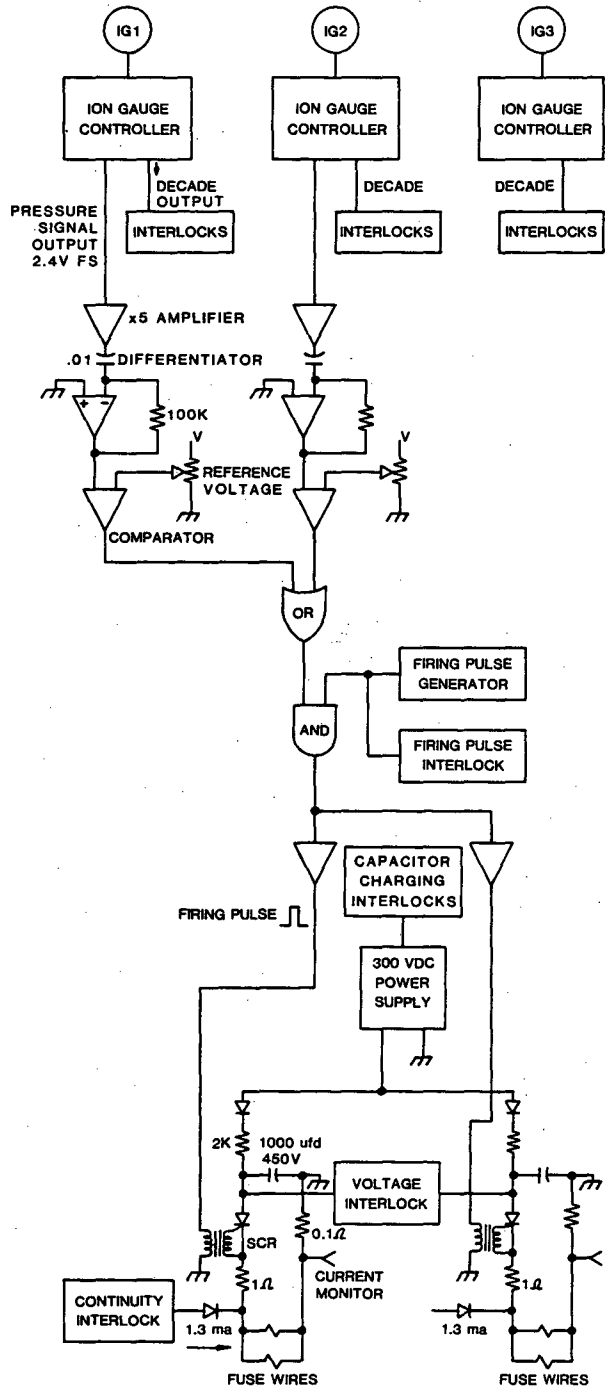 IG1
IG2
IG3
ION GAUGE
CONTROLLER
ION GAUGE
CONTROLLER
ION GAUGE
CONTROLLER
DECADE
OUTPUT
DECADE
DECADE
PRESSURE
SIGNAL
OUTPUT
2.4V FS
INTERLOCKS
INTERLOCKS
INTERLOCKS
x5 AMPLIFIER
.01 DIFFERENTIATOR
+ −
100K
V
V
REFERENCE
VOLTAGE
COMPARATOR
OR
FIRING PULSE
GENERATOR
AND
FIRING PULSE
INTERLOCK
CAPACITOR
CHARGING
INTERLOCKS
FIRING PULSE
300 VDC
POWER
SUPPLY
2K
1000 ufd
450V
VOLTAGE
INTERLOCK
0.1Ω
SCR
CURRENT
MONITOR
1Ω
1Ω
CONTINUITY
INTERLOCK
1.3 ma
1.3 ma
FUSE WIRES
FUSE WIRES